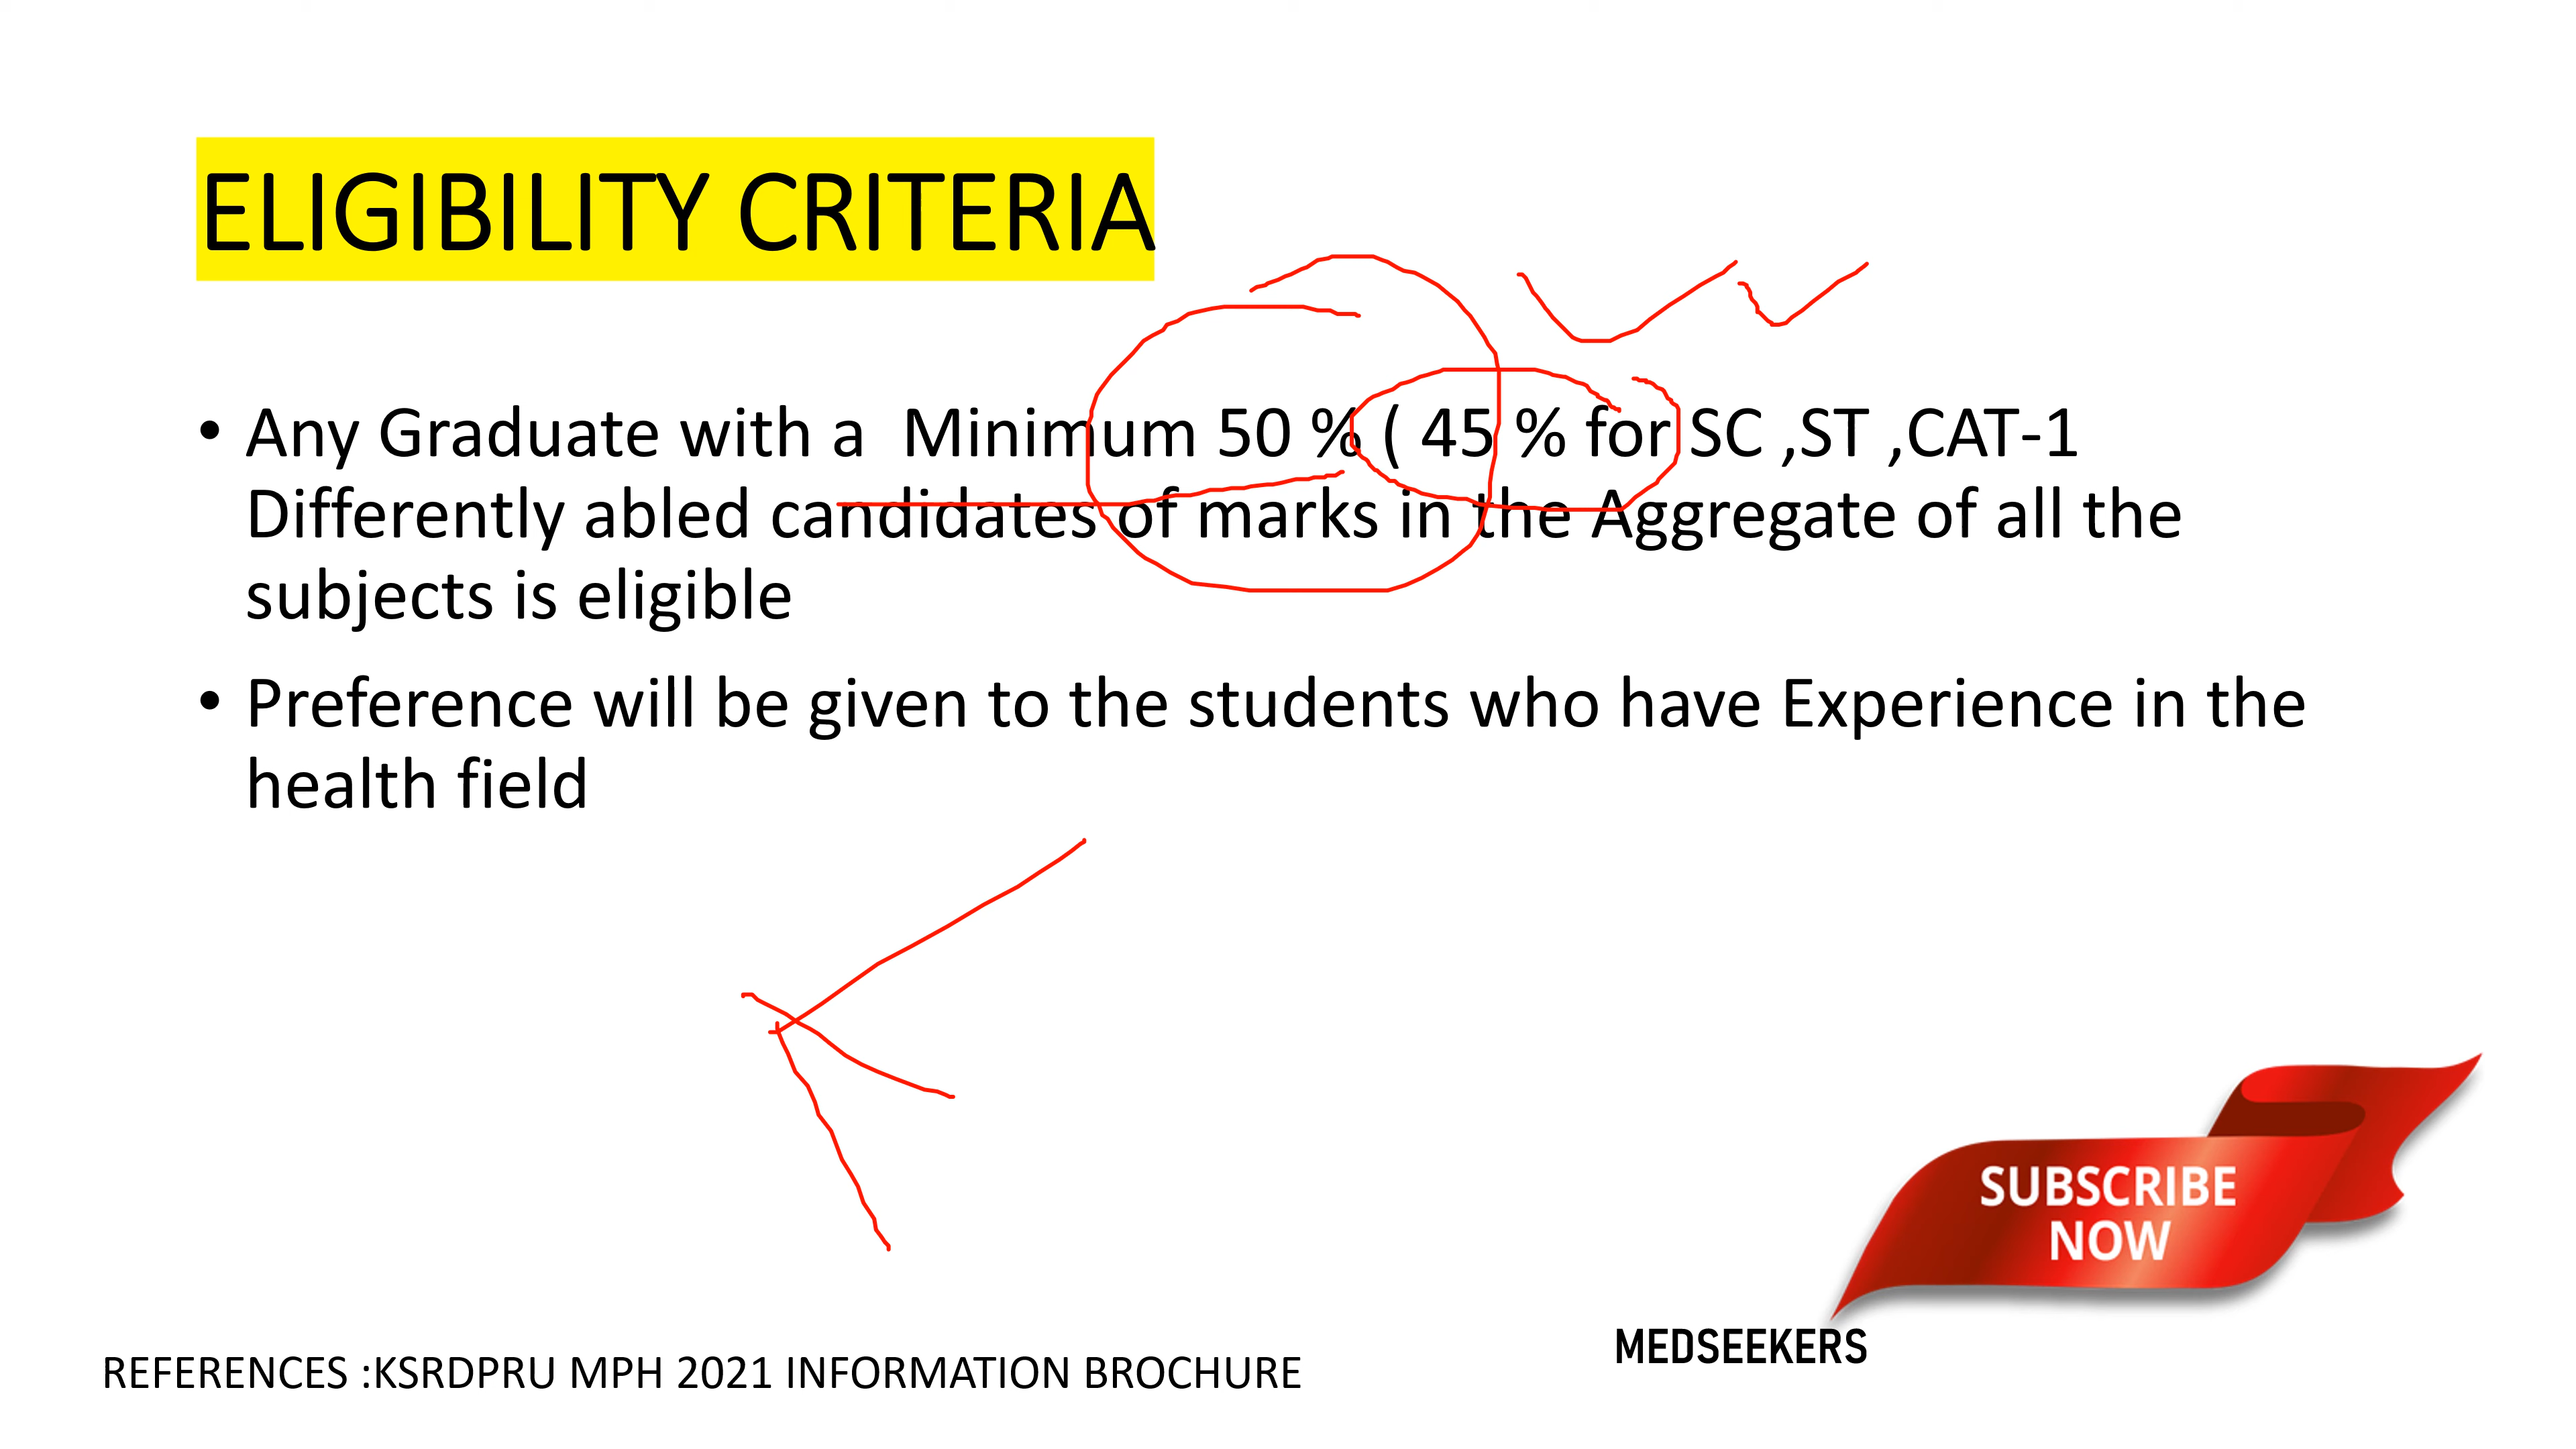 ELIGIBILITY CRITERIA
• Any Graduate with a Minimum 50 % ( 45 % for SC ,ST ,CAT-1
Differently abled candidates of marks in the Aggregate of all the
subjects is eligible
• Preference will be given to the students who have Experience in the
health field
SUBSCRIBE
NOW
MEDSEEKERS
REFERENCES :KSRDPRU MPH 2021 INFORMATION BROCHURE